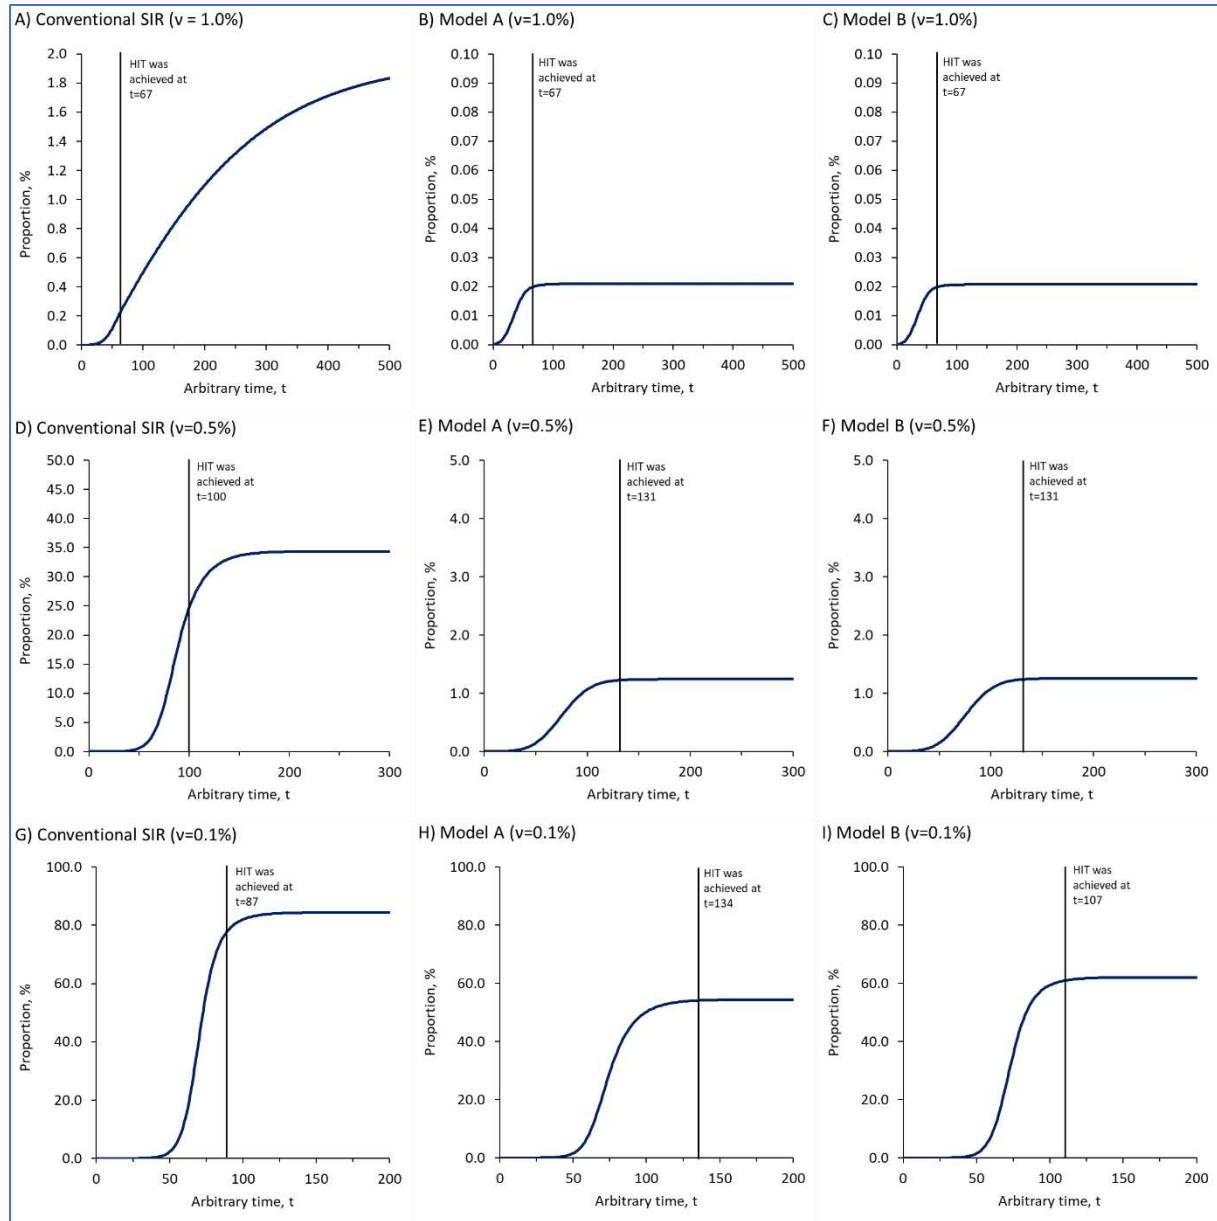 A) Conventional SIR (ν = 1.0%)
2.0
1.8
1.6
1.4
1.2
1.0
0.8
0.6
0.4
0.2
0.0
Proportion, %
HIT was
achieved at
t=67
0 100 200 300 400 500
Arbitrary time, t
B) Model A (ν=1.0%)
0.10
0.09
0.08
0.07
0.06
0.05
0.04
0.03
0.02
0.01
0.00
Proportion, %
HIT was
achieved at
t=67
0 100 200 300 400 500
Arbitrary time, t
C) Model B (ν=1.0%)
0.10
0.09
0.08
0.07
0.06
0.05
0.04
0.03
0.02
0.01
0.00
Proportion, %
HIT was
achieved at
t=67
0 100 200 300 400 500
Arbitrary time, t
D) Conventional SIR (ν=0.5%)
50.0
45.0
40.0
35.0
30.0
25.0
20.0
15.0
10.0
5.0
0.0
Proportion, %
HIT was
achieved at
t=100
0 100 200 300
Arbitrary time, t
E) Model A (ν=0.5%)
5.0
4.0
3.0
2.0
1.0
0.0
Proportion, %
HIT was
achieved at
t=131
0 100 200 300
Arbitrary time, t
F) Model B (ν=0.5%)
5.0
4.0
3.0
2.0
1.0
0.0
Proportion, %
HIT was
achieved at
t=131
0 100 200 300
Arbitrary time, t
G) Conventional SIR (ν=0.1%)
100.0
80.0
60.0
40.0
20.0
0.0
Proportion, %
HIT was
achieved at
t=87
0 50 100 150 200
Arbitrary time, t
H) Model A (ν=0.1%)
100.0
80.0
60.0
40.0
20.0
0.0
Proportion, %
HIT was
achieved at
t=134
0 50 100 150 200
Arbitrary time, t
I) Model B (ν=0.1%)
100.0
80.0
60.0
40.0
20.0
0.0
Proportion, %
HIT was
achieved at
t=107
0 50 100 150 200
Arbitrary time, t